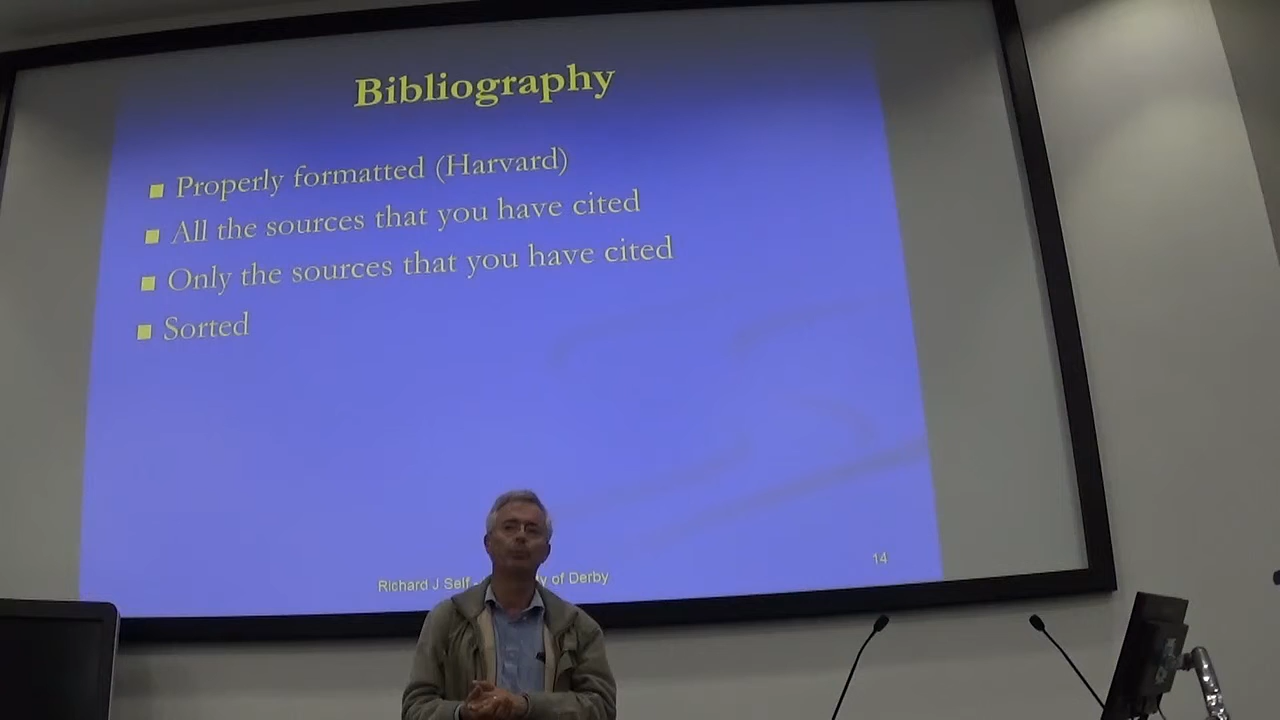 Bibliography
Properly formatted (Harvard)
All the sources that you have cited
Only the sources that you have cited
Sorted
14
Richard J Self - of Derby